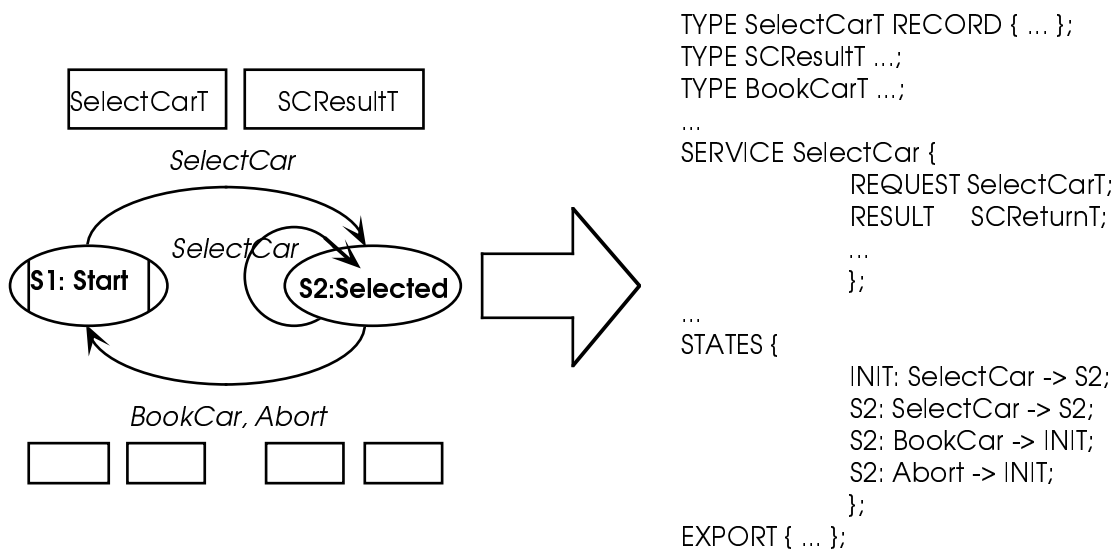 SelectCarT
SCResultT
SelectCar
SelectCar
S1: Start
S2:Selected
BookCar, Abort
TYPE SelectCarT RECORD { ... };
TYPE SCResultT ...;
TYPE BookCarT ...;
...
SERVICE SelectCar {
REQUEST SelectCarT;
RESULT SCReturnT;
...
};
...
STATES {
INIT: SelectCar -> S2;
S2: SelectCar -> S2;
S2: BookCar -> INIT;
S2: Abort -> INIT;
};
EXPORT { ... };